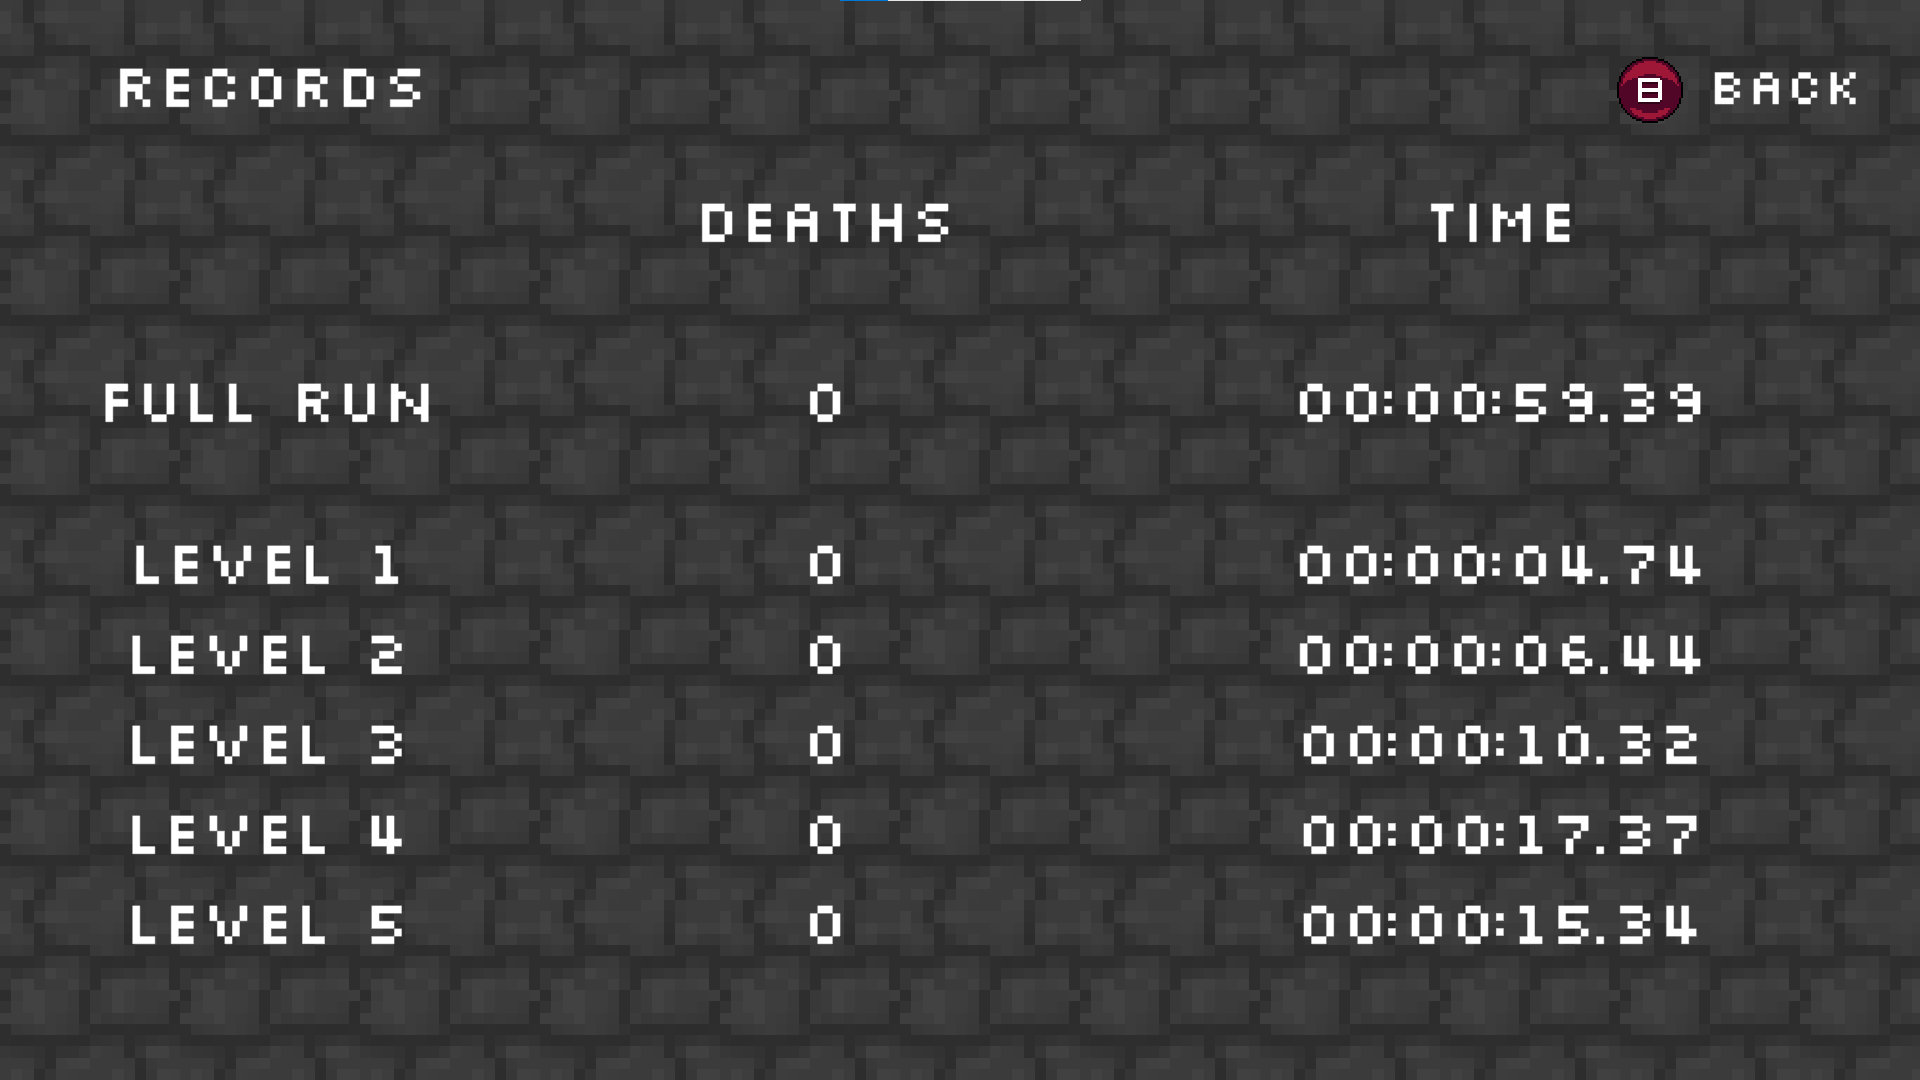 RECORDS
B BACK
DEATHS TIME
FULL RUN 0 00:00:59.39
LEVEL 1 0 00:00:04.74
LEVEL 2 0 00:00:06.44
LEVEL 3 0 00:00:10.32
LEVEL 4 0 00:00:17.37
LEVEL 5 0 00:00:15.34